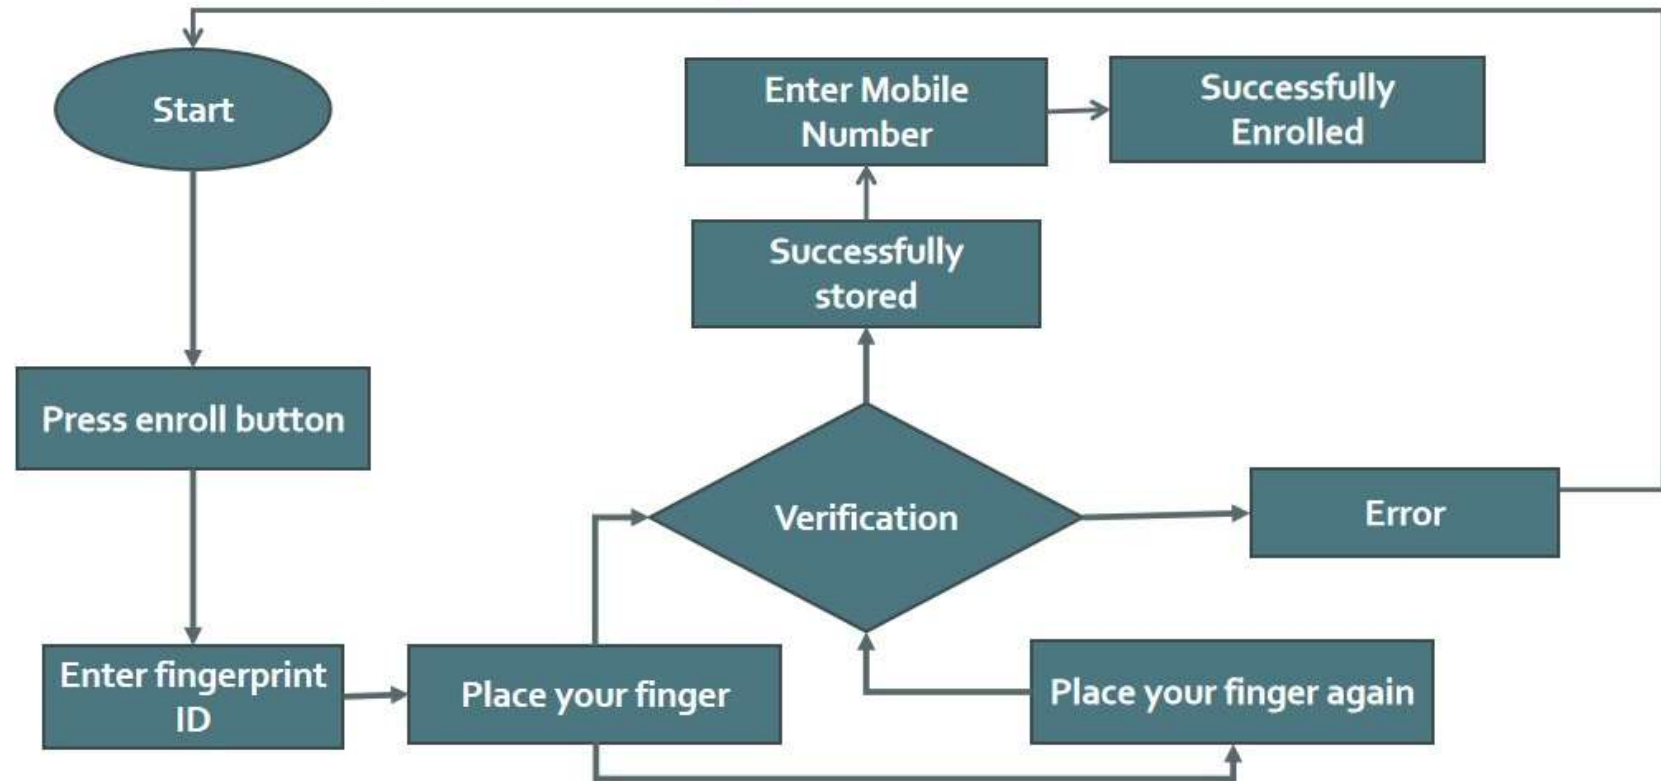 Start
Press enroll button
Enter fingerprint
ID
Place your finger
Place your finger again
Verification
Error
Successfully
stored
Enter Mobile
Number
Successfully
Enrolled